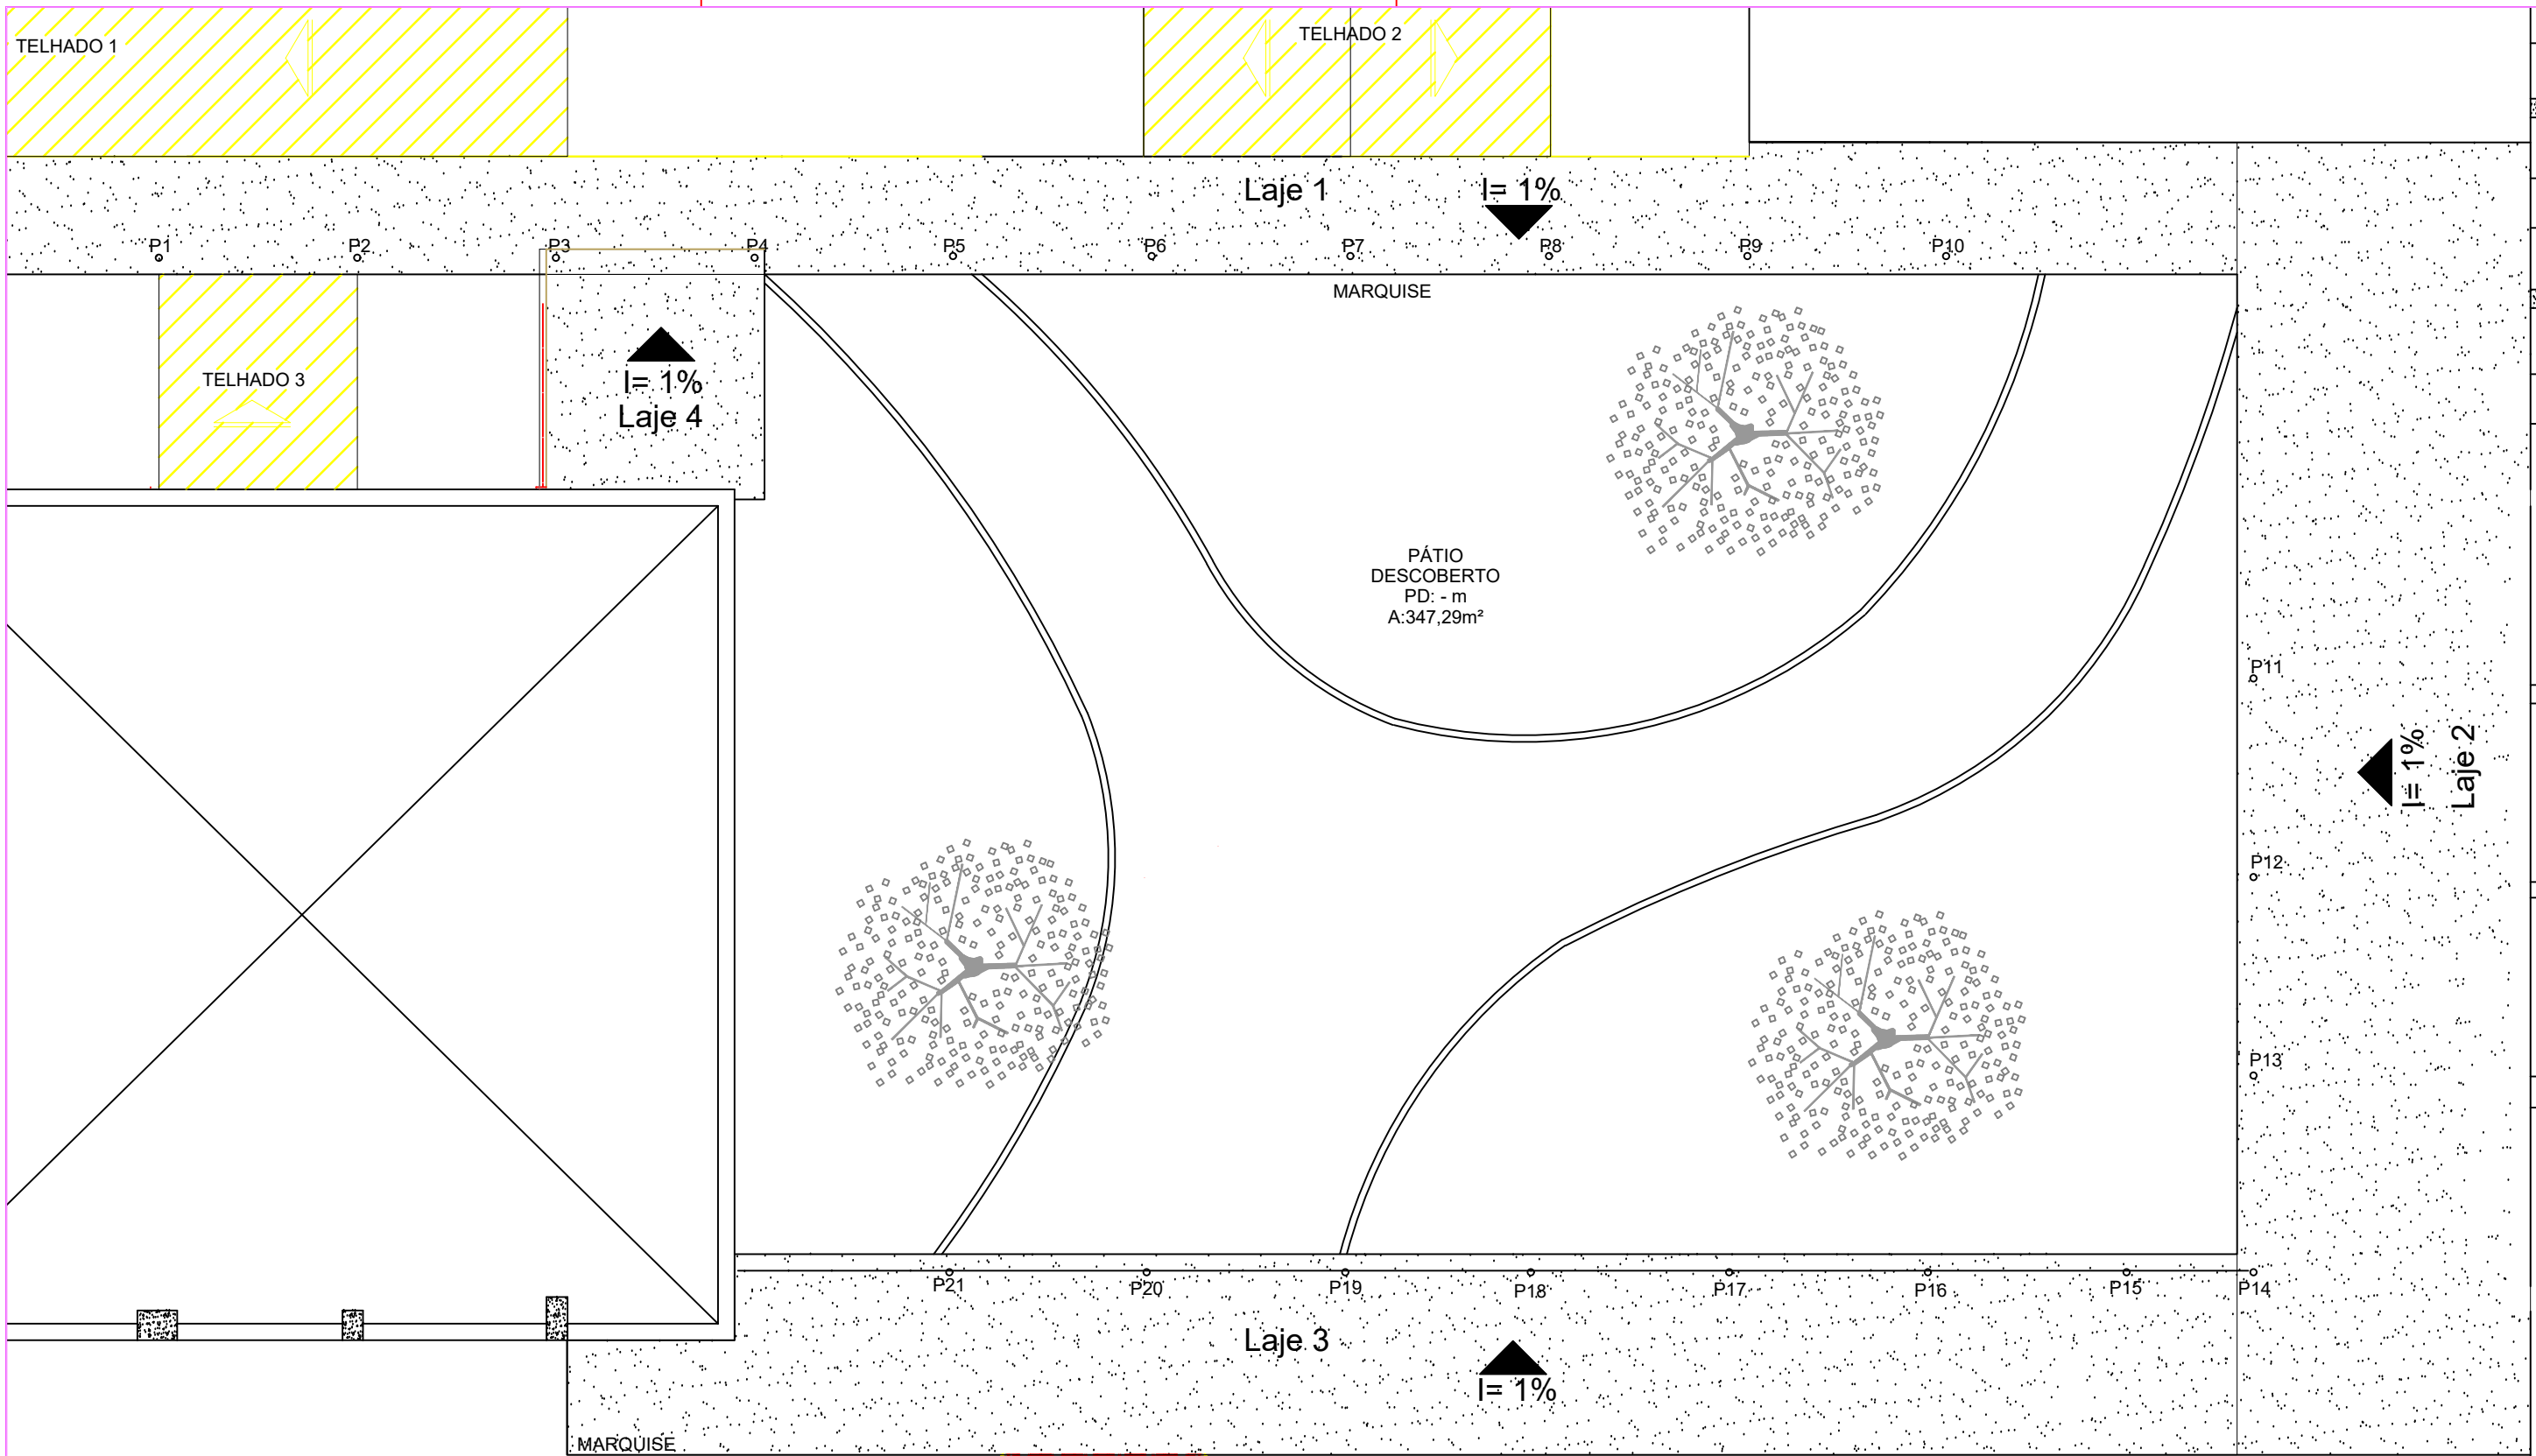 TELHADO 1
TELHADO 2
Laje 1
I= 1%
P1
P2
P3
P4
P5
P6
P7
P8
P9
P10
MARQUISE
TELHADO 3
I= 1%
Laje 4
PÁTIO
DESCOBERTO
PD: - m
A:347,29m²
P11
I= 1%
Laje 2
P12
P13
P21
P20
P19
P18
P17
P16
P15
P14
Laje 3
I= 1%
MARQUISE